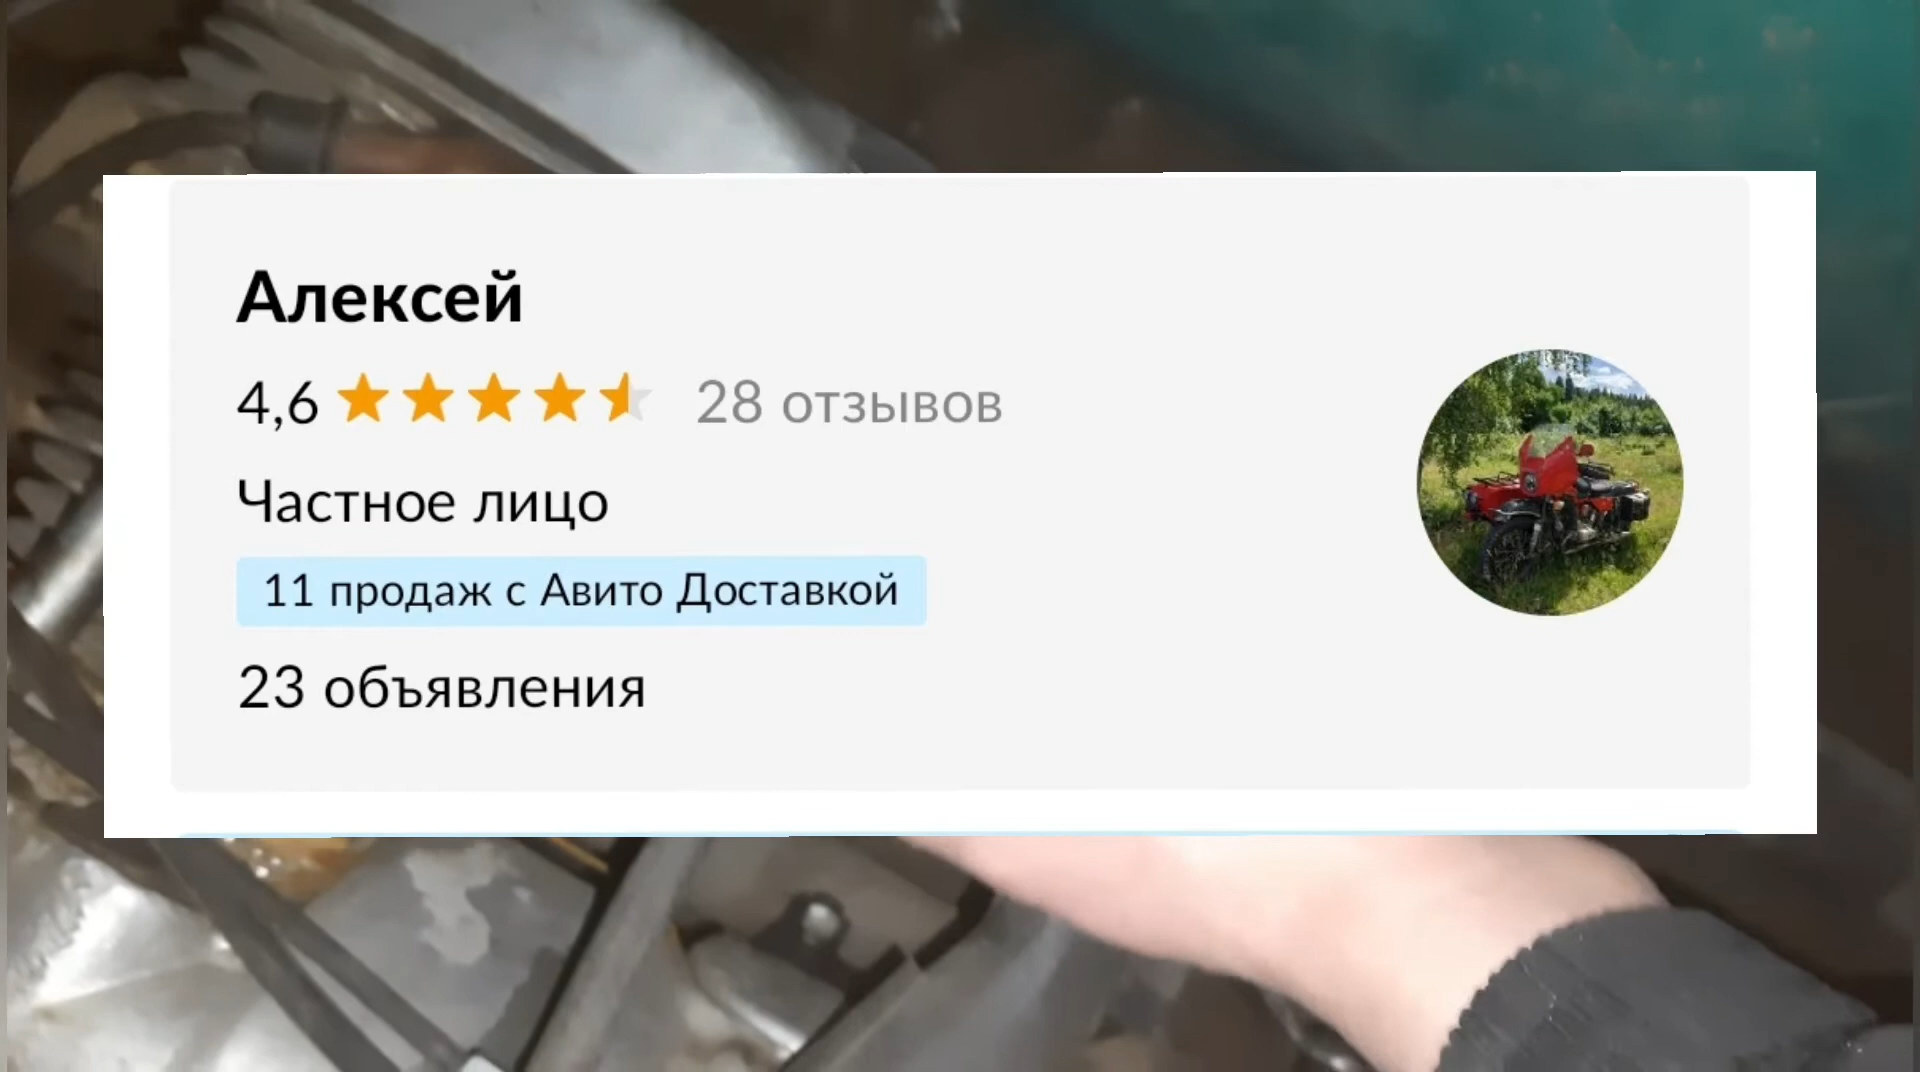 Алексей
4,6 28 отзывов
Частное лицо
11 продаж с Авито Доставкой
23 объявления